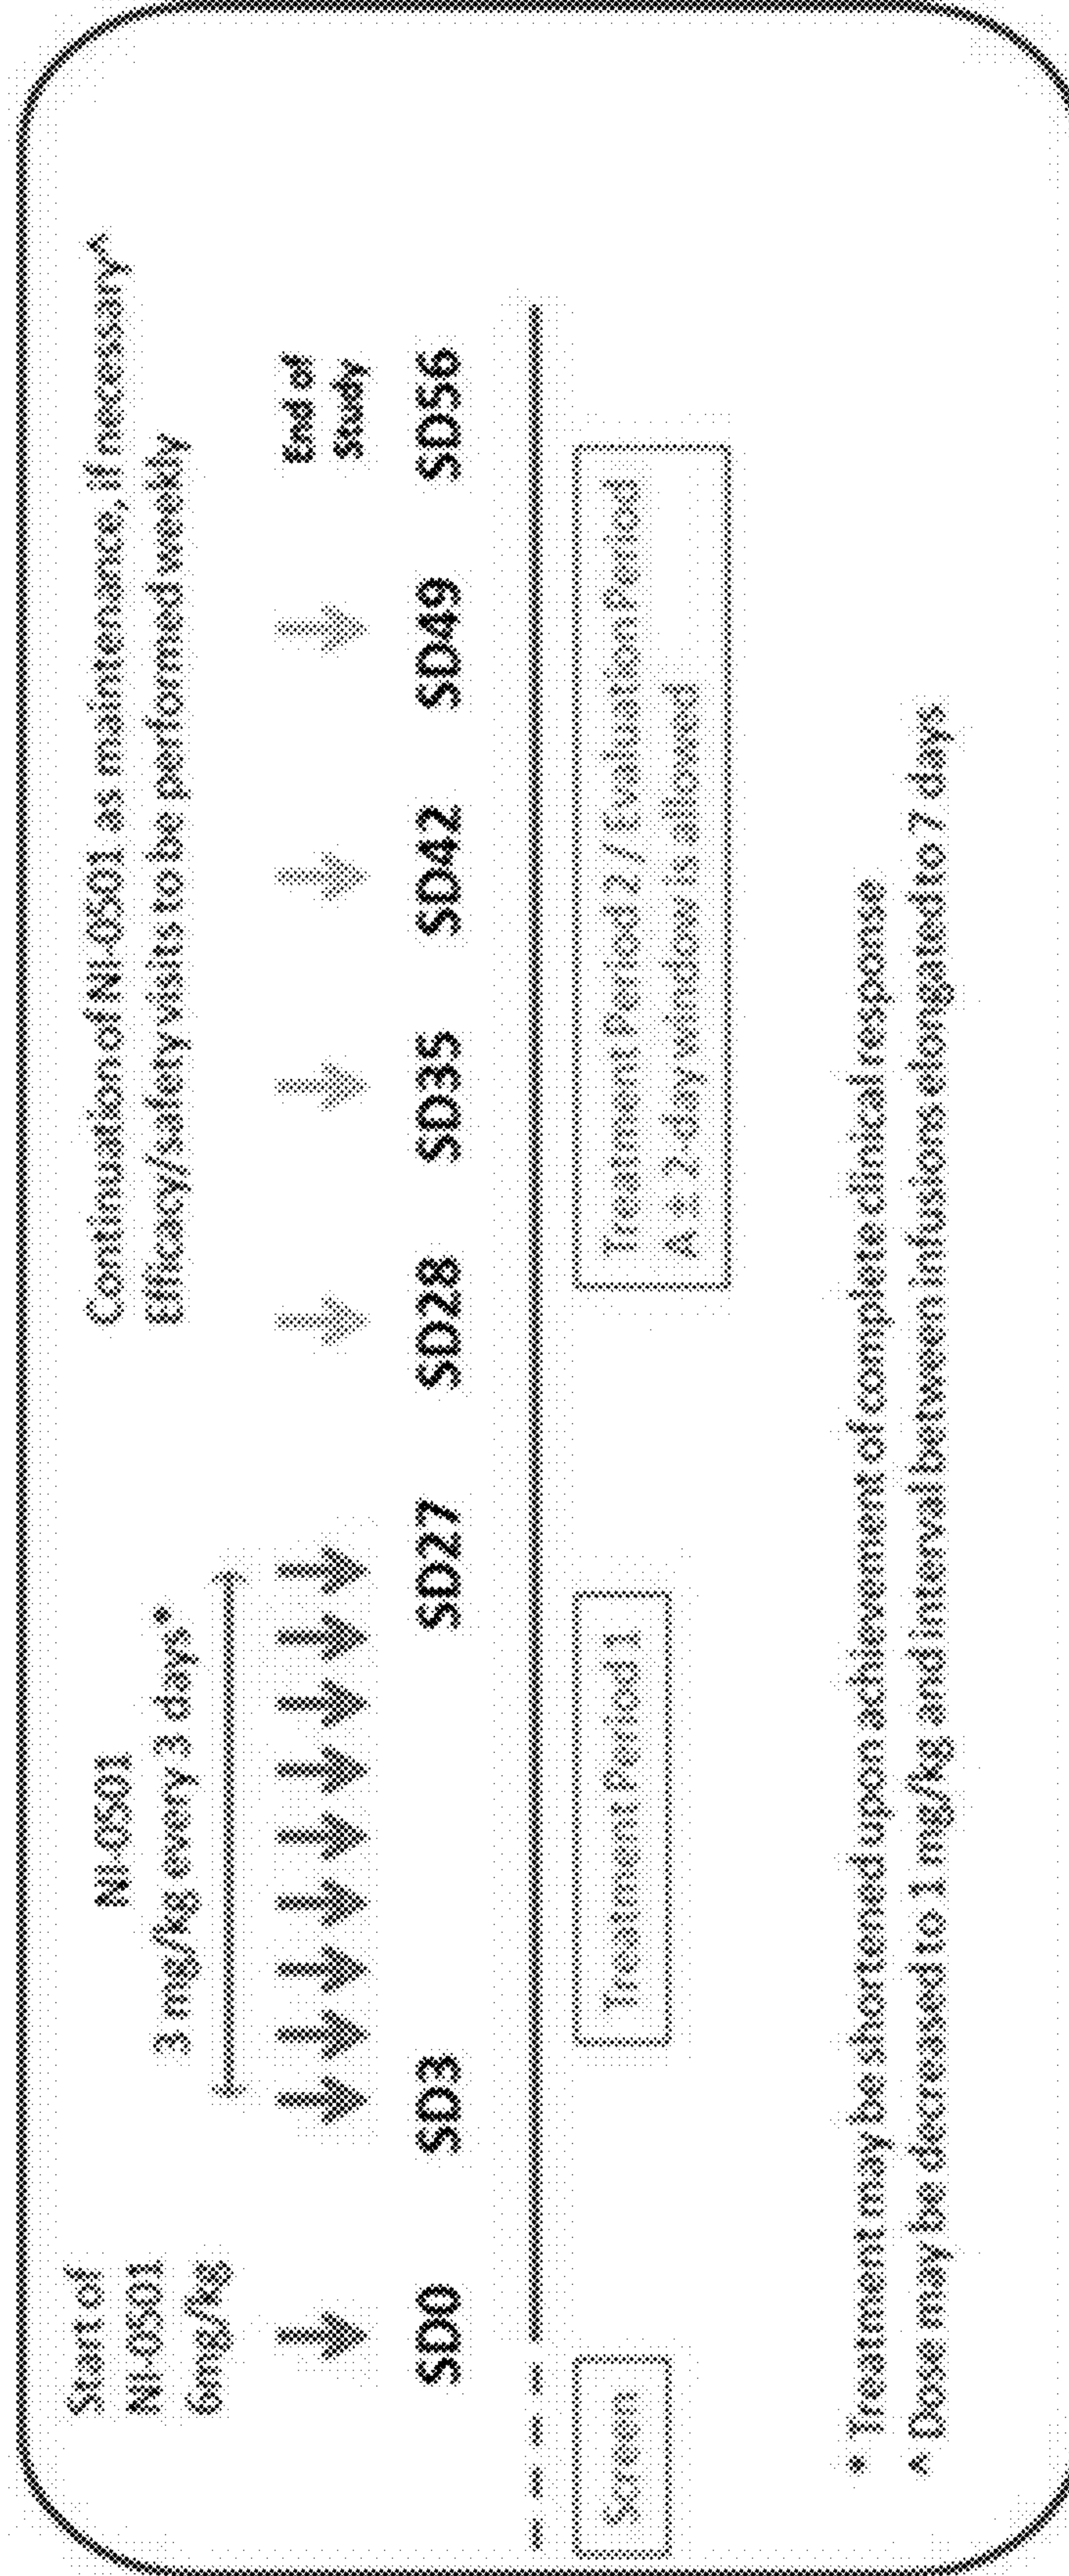 Start of
NI-0501
6mg/kg
NI-0501
3 mg/kg every 3 days*
Continuation of NI-0501 as maintenance, if necessary^
Efficacy/safety visits to be performed weekly
End of
Study
SD0 SD3 SD27 SD28 SD35 SD42 SD49 SD56
Screen
Treatment Period 1
Treatment Period 2 / Evaluation Period
A ± 2-day window is allowed
* Treatment may be shortened upon achievement of complete clinical response
^ Dose may be decreased to 1 mg/kg and interval between infusions elongated to 7 days